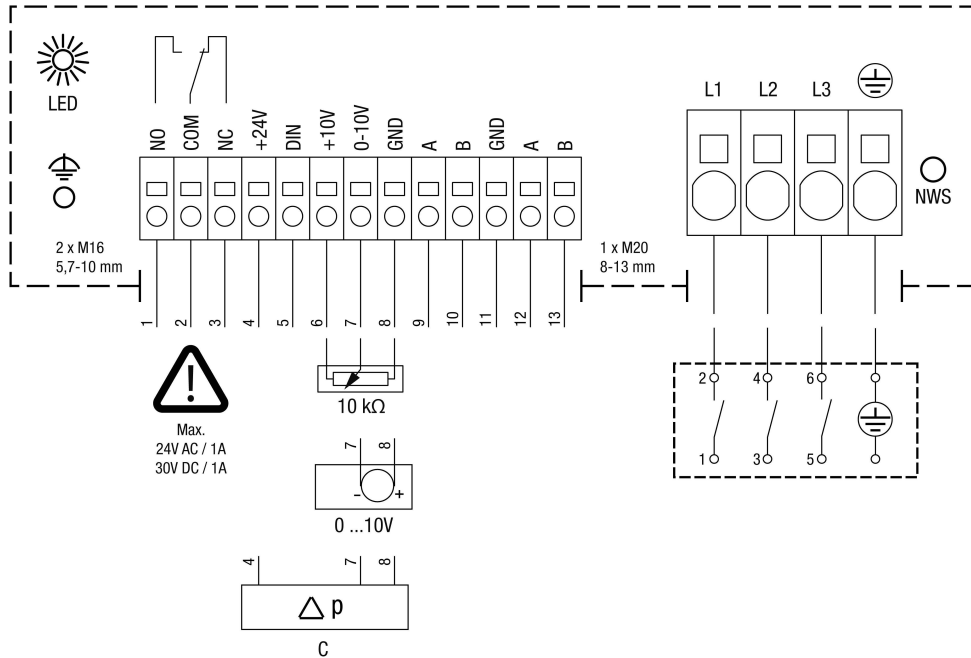 LED
NO COM NC +24V DIN +10V 0-10V GND A B GND A B
L1 L2 L3
NWS
2 x M16
5,7-10 mm
1 x M20
8-13 mm
1 2 3 4 5 6 7 8 9 10 11 12 13
!
Max.
24V AC / 1A
30V DC / 1A
10 kΩ
7 8
- +
0 ...10V
4 7 8
△ p
C
2 4 6
1 3 5